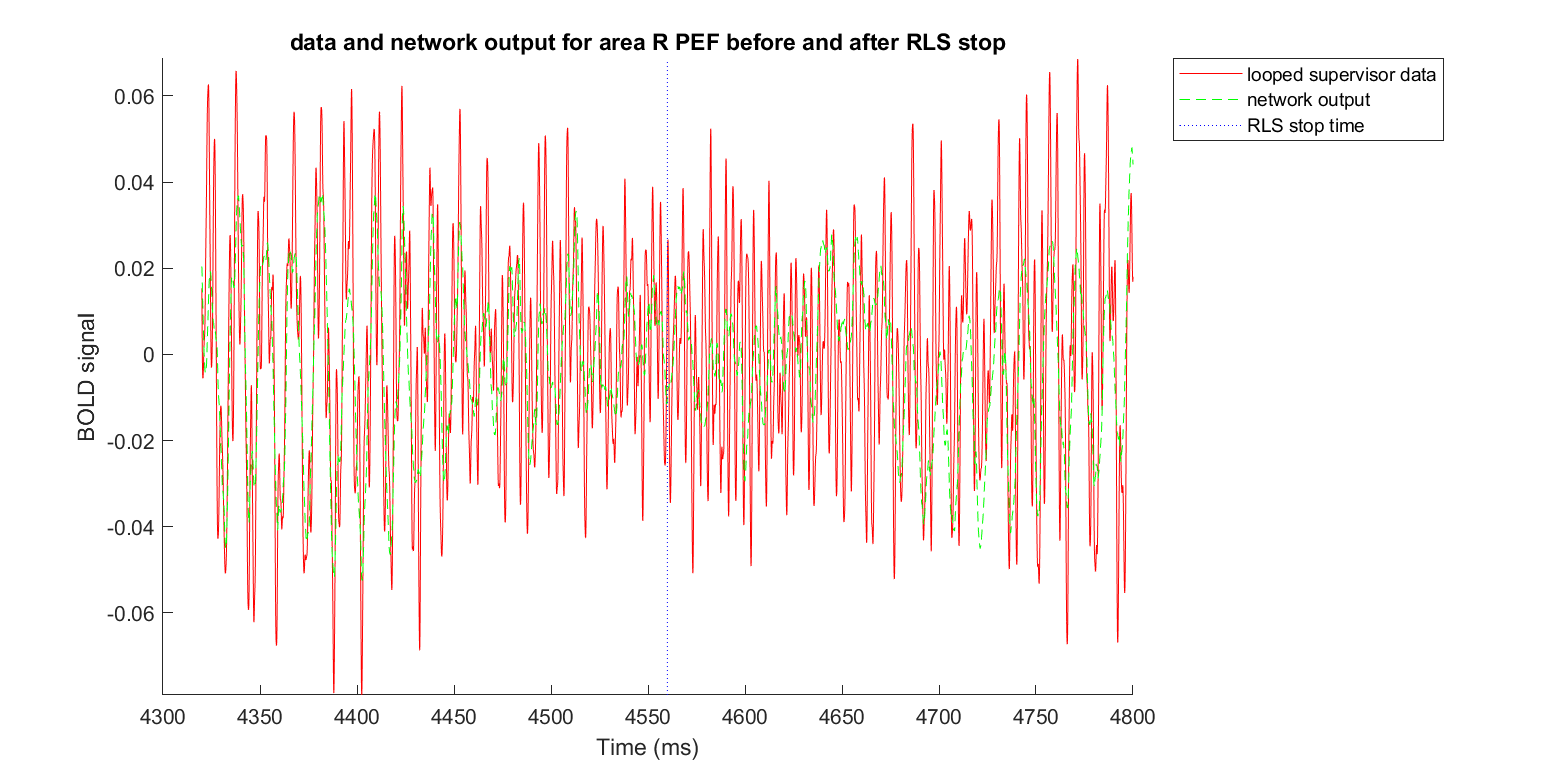 data and network output for area R PEF before and after RLS stop
looped supervisor data
network output
RLS stop time
0.06
0.04
0.02
0
-0.02
-0.04
-0.06
BOLD signal
4300 4350 4400 4450 4500 4550 4600 4650 4700 4750 4800
Time (ms)